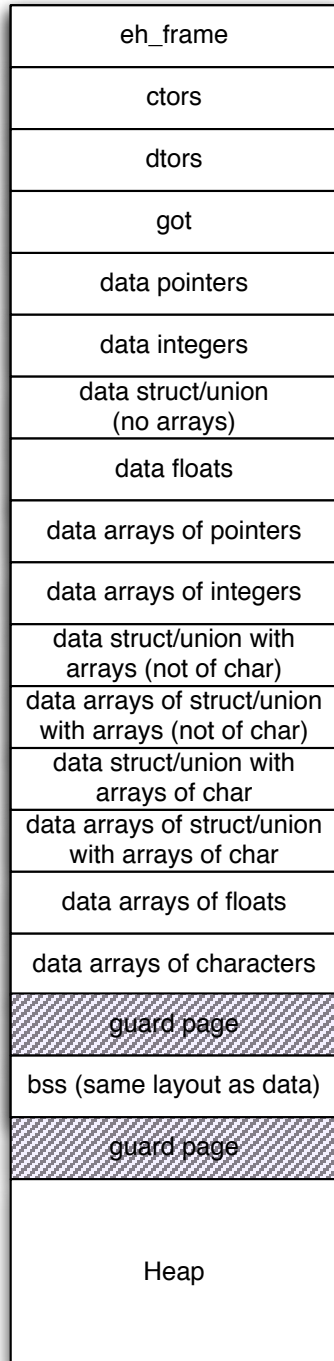 eh_frame
ctors
dtors
got
data pointers
data integers
data struct/union
(no arrays)
data floats
data arrays of pointers
data arrays of integers
data struct/union with
arrays (not of char)
data arrays of struct/union
with arrays (not of char)
data struct/union with
arrays of char
data arrays of struct/union
with arrays of char
data arrays of floats
data arrays of characters
guard page
bss (same layout as data)
guard page
Heap